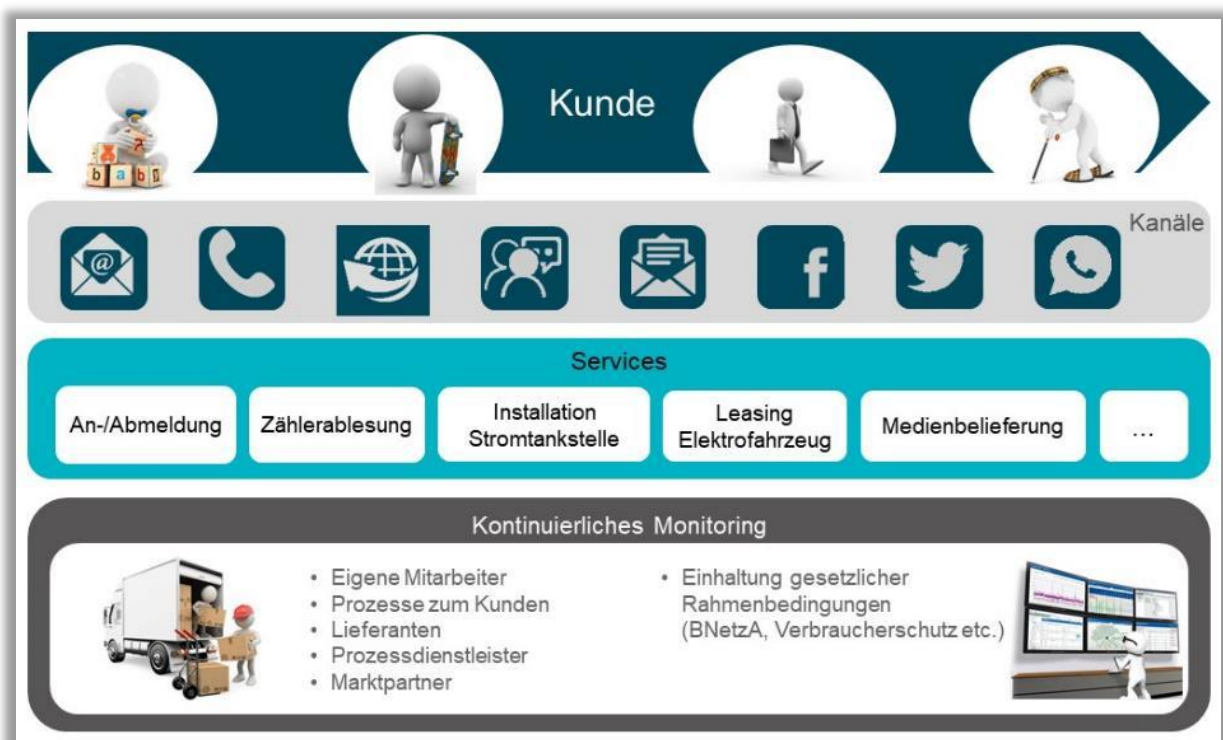 Kunde
Kanäle
Services
An-/Abmeldung
Zählerablesung
Installation
Stromtankstelle
Leasing
Elektrofahrzeug
Medienbelieferung
...
Kontinuierliches Monitoring
• Eigene Mitarbeiter
• Prozesse zum Kunden
• Lieferanten
• Prozessdienstleister
• Marktpartner
• Einhaltung gesetzlicher
Rahmenbedingungen
(BNetzA, Verbraucherschutz etc.)